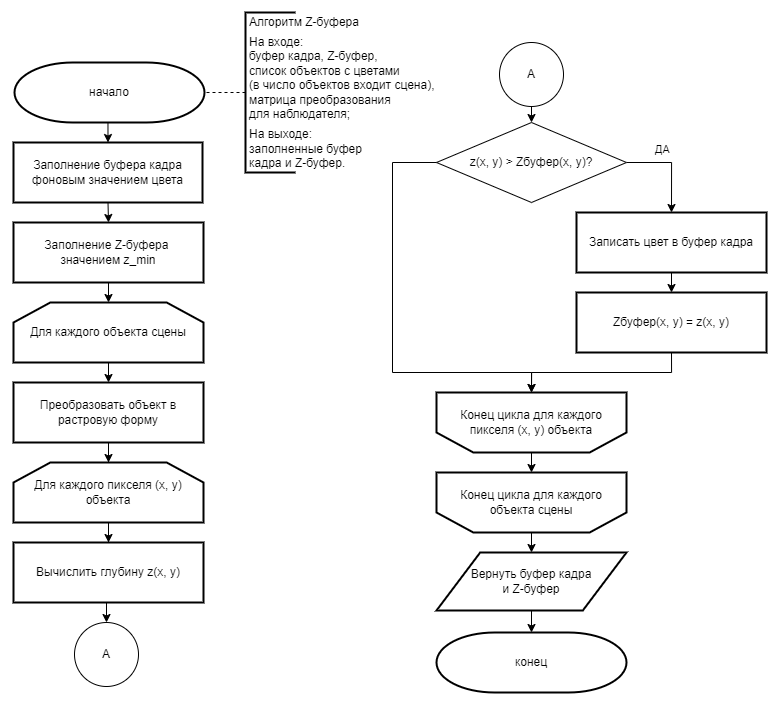 Алгоритм Z-буфера
На входе:
буфер кадра, Z-буфер,
список объектов с цветами
(в число объектов входит сцена),
матрица преобразования
для наблюдателя;
На выходе:
заполненные буфер
кадра и Z-буфер.
начало
Заполнение буфера кадра
фоновым значением цвета
Заполнение Z-буфера
значением z_min
Для каждого объекта сцены
Преобразовать объект в
растровую форму
Для каждого пикселя (x, y)
объекта
Вычислить глубину z(x, y)
А
А
z(x, y) > Zбуфер(x, y)?
ДА
Записать цвет в буфер кадра
Zбуфер(x, y) = z(x, y)
Конец цикла для каждого
пикселя (x, y) объекта
Конец цикла для каждого
объекта сцены
Вернуть буфер кадра
и Z-буфер
конец